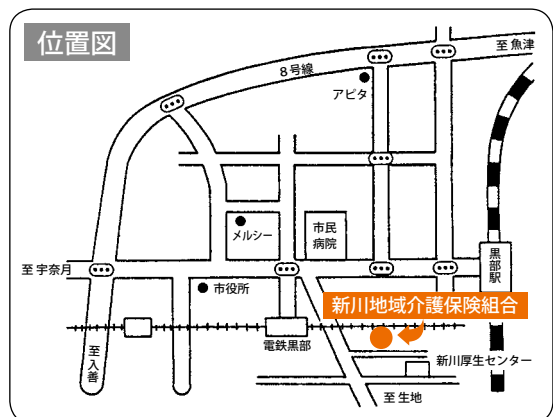 位置図
至 魚津
8号線
アピタ
メルシー
市民
病院
至 宇奈月
黒部駅
市役所
新川地域介護保険組合
電鉄黒部
至 入善
新川厚生センター
至 生地